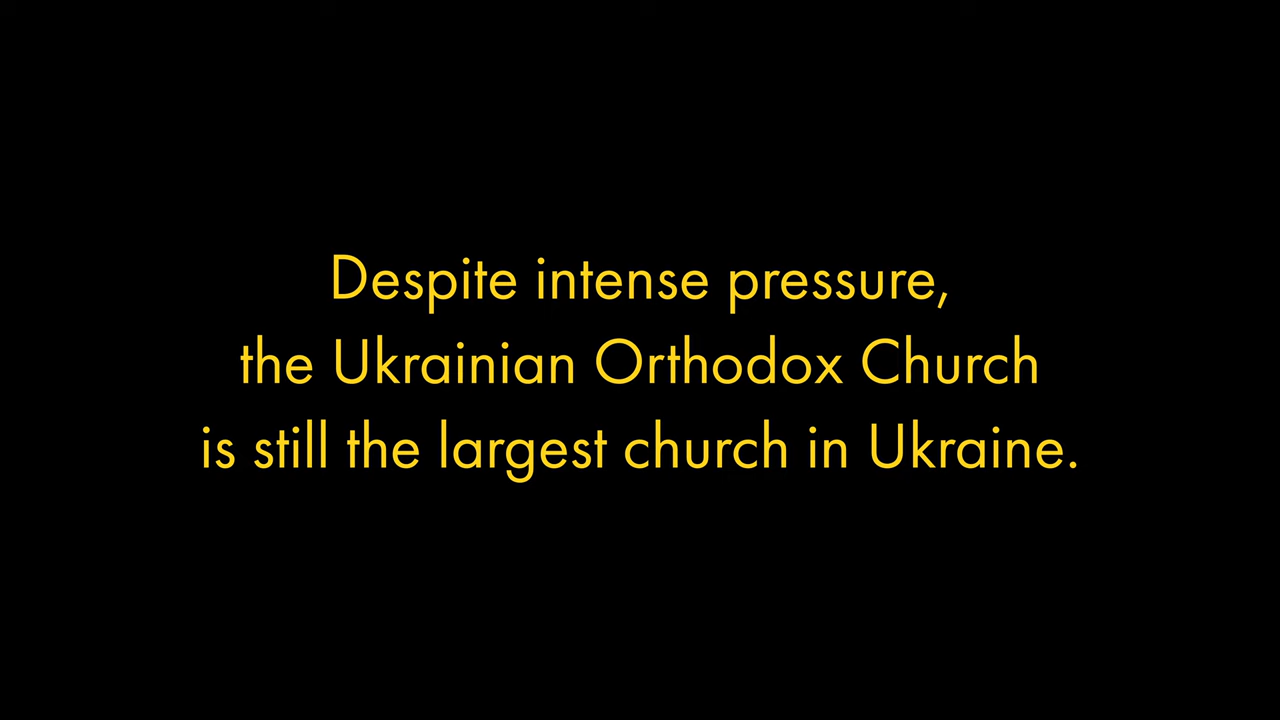 Despite intense pressure,
the Ukrainian Orthodox Church
is still the largest church in Ukraine.